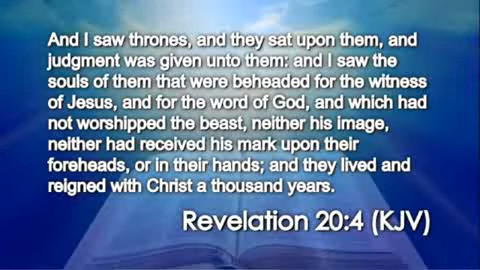 And I saw thrones, and they sat upon them, and
judgment was given unto them: and I saw the
souls of them that were beheaded for the witness
of Jesus, and for the word of God, and which had
not worshipped the beast, neither his image,
neither had received his mark upon their
foreheads, or in their hands; and they lived and
reigned with Christ a thousand years.
Revelation 20:4 (KJV)